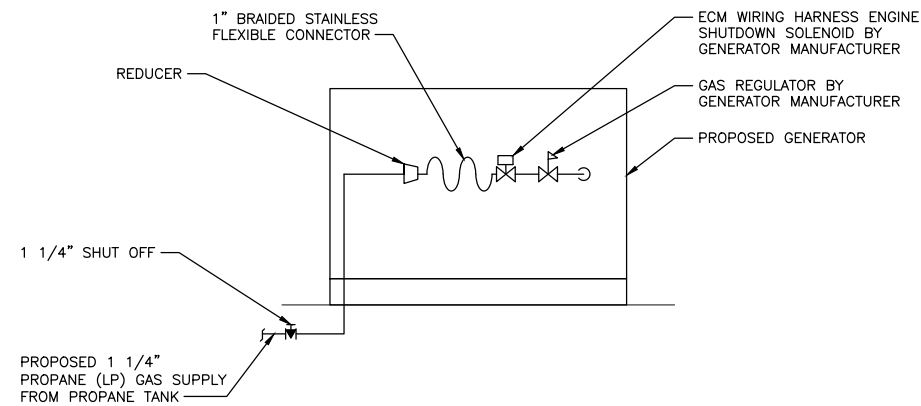 1" BRAIDED STAINLESS
FLEXIBLE CONNECTOR
REDUCER
ECM WIRING HARNESS ENGINE
SHUTDOWN SOLENOID BY
GENERATOR MANUFACTURER
GAS REGULATOR BY
GENERATOR MANUFACTURER
PROPOSED GENERATOR
1 1/4" SHUT OFF
PROPOSED 1 1/4"
PROPANE (LP) GAS SUPPLY
FROM PROPANE TANK